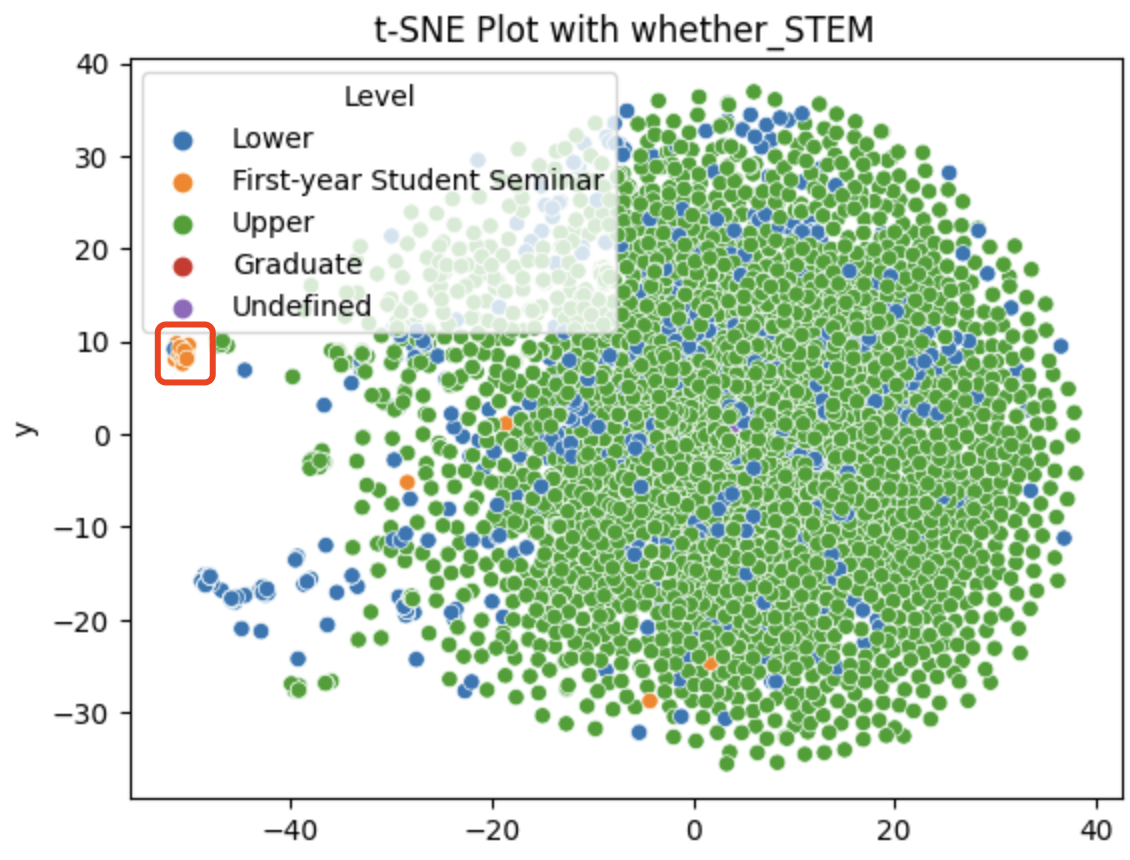 t-SNE Plot with whether_STEM
40
30
20
10
0
−10
−20
−30
y
Level
Lower
First-year Student Seminar
Upper
Graduate
Undefined
−40 −20 0 20 40